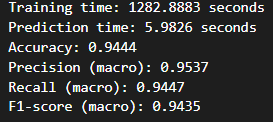 Training time: 1282.8883 seconds
Prediction time: 5.9826 seconds
Accuracy: 0.9444
Precision (macro): 0.9537
Recall (macro): 0.9447
F1-score (macro): 0.9435